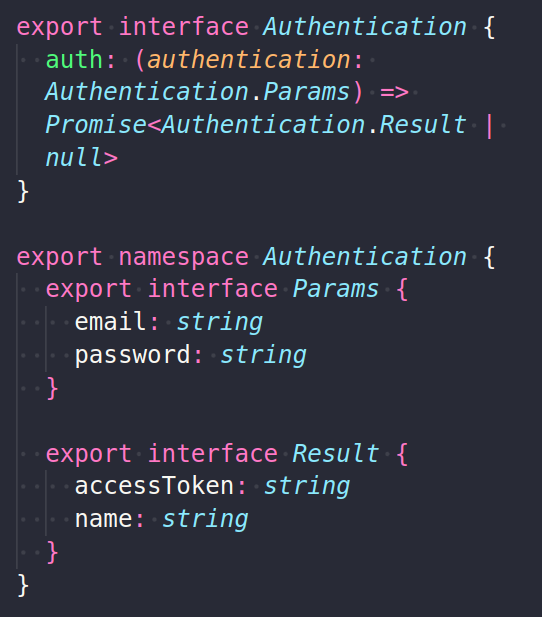 export interface Authentication {
  auth: (authentication:
  Authentication.Params) =>
  Promise<Authentication.Result |
  null>
}

export namespace Authentication {
  export interface Params {
    email: string
    password: string
  }

  export interface Result {
    accessToken: string
    name: string
  }
}